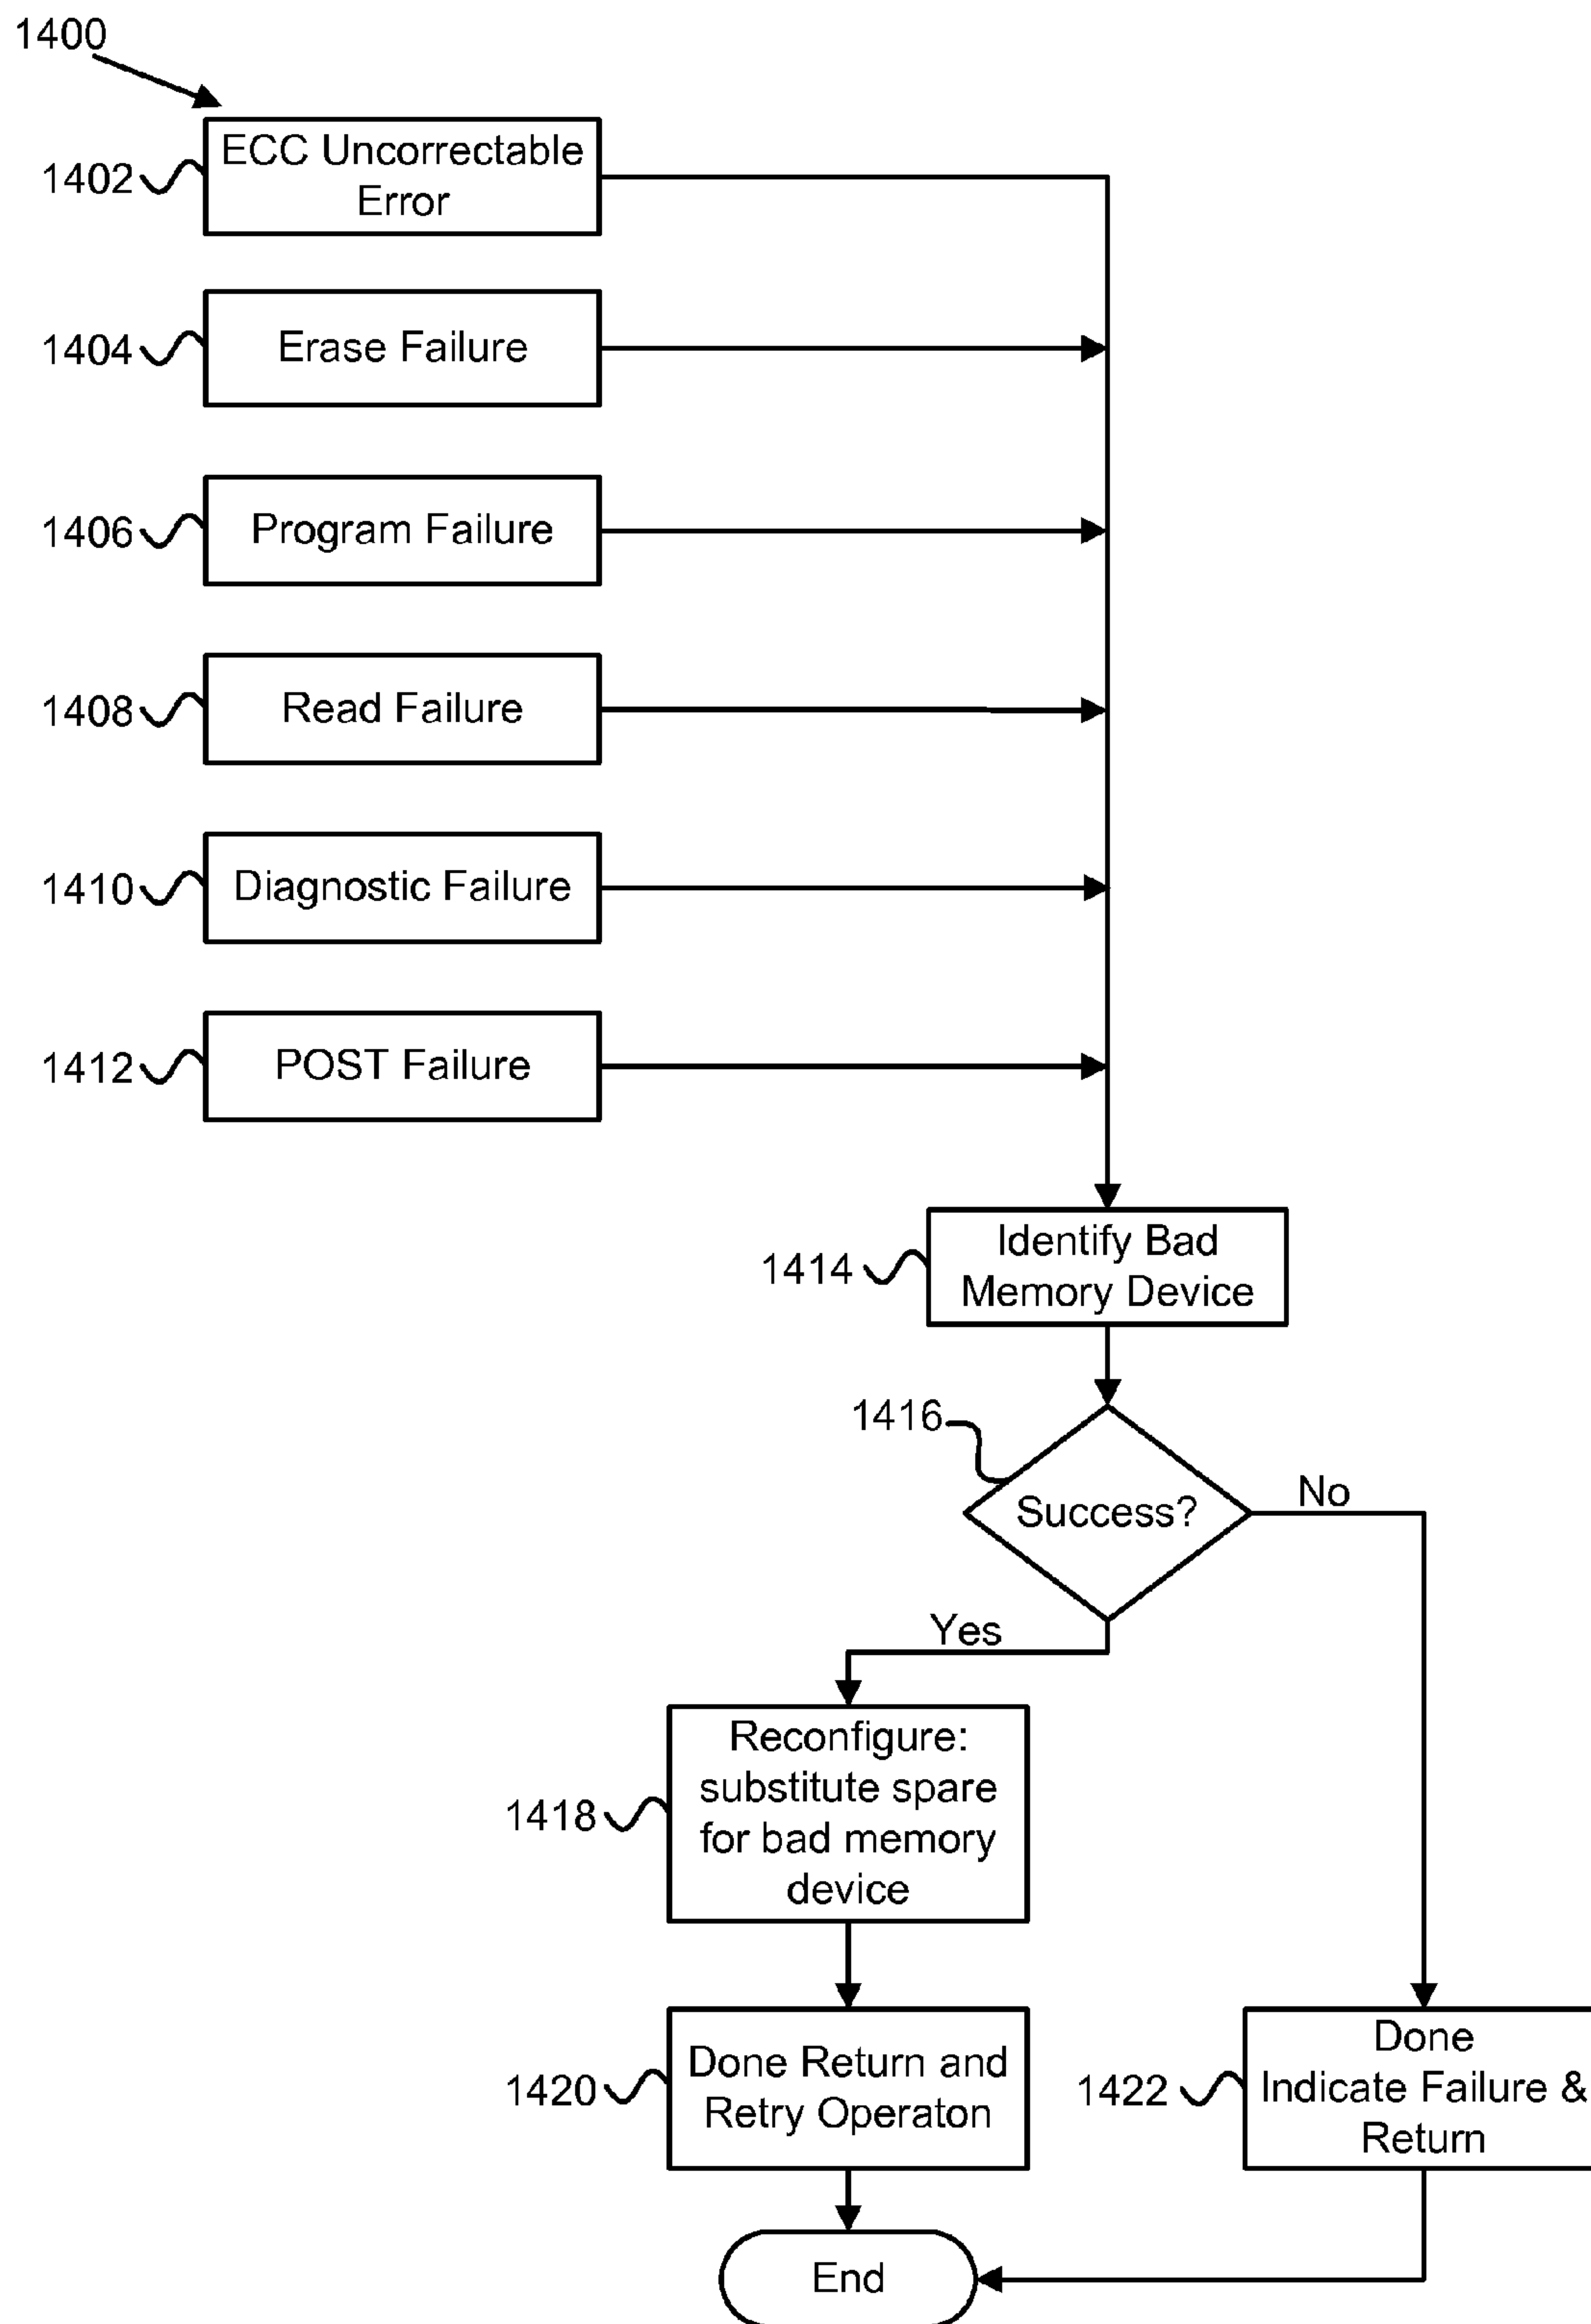 1400
1402
ECC Uncorrectable
Error
1404
Erase Failure
1406
Program Failure
1408
Read Failure
1410
Diagnostic Failure
1412
POST Failure
1414
Identify Bad
Memory Device
1416
Success?
No
Yes
1418
Reconfigure:
substitute spare
for bad memory
device
1420
Done Return and
Retry Operaton
1422
Done
Indicate Failure &
Return
End